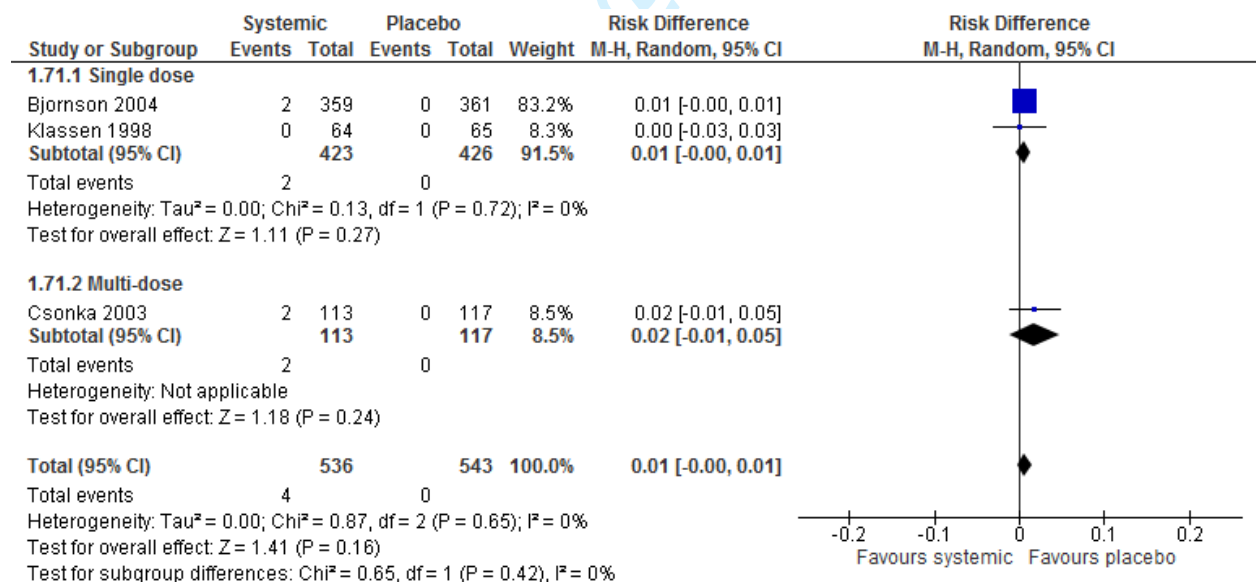 Systemic Placebo Risk Difference Risk Difference
Study or Subgroup Events Total Events Total Weight M-H, Random, 95% CI M-H, Random, 95% CI
1.71.1 Single dose
Bjornson 2004 2 359 0 361 83.2% 0.01 [-0.00, 0.01]
Klassen 1998 0 64 0 65 8.3% 0.00 [-0.03, 0.03]
Subtotal (95% CI) 423 426 91.5% 0.01 [-0.00, 0.01]
Total events 2 0
Heterogeneity: Tau² = 0.00; Chi² = 0.13, df = 1 (P = 0.72); I² = 0%
Test for overall effect: Z = 1.11 (P = 0.27)
1.71.2 Multi-dose
Csonka 2003 2 113 0 117 8.5% 0.02 [-0.01, 0.05]
Subtotal (95% CI) 113 117 8.5% 0.02 [-0.01, 0.05]
Total events 2 0
Heterogeneity: Not applicable
Test for overall effect: Z = 1.18 (P = 0.24)
Total (95% CI) 536 543 100.0% 0.01 [-0.00, 0.01]
Total events 4 0
Heterogeneity: Tau² = 0.00; Chi² = 0.87, df = 2 (P = 0.65); I² = 0%
Test for overall effect: Z = 1.41 (P = 0.16)
Test for subgroup differences: Chi² = 0.65, df = 1 (P = 0.42), I² = 0%
-0.2 -0.1 0 0.1 0.2
Favours systemic Favours placebo